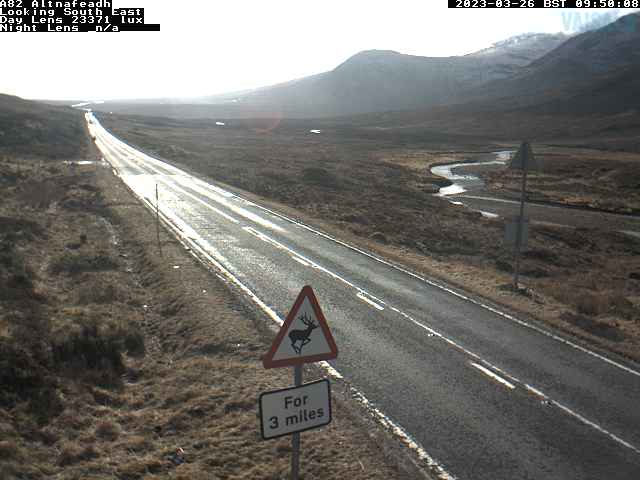 A82 Altnafeadh
Looking South East
Day Lens 23371 lux
Night Lens n/a
2023-03-26 BST 09:50:08
VAISALA
For
3 miles